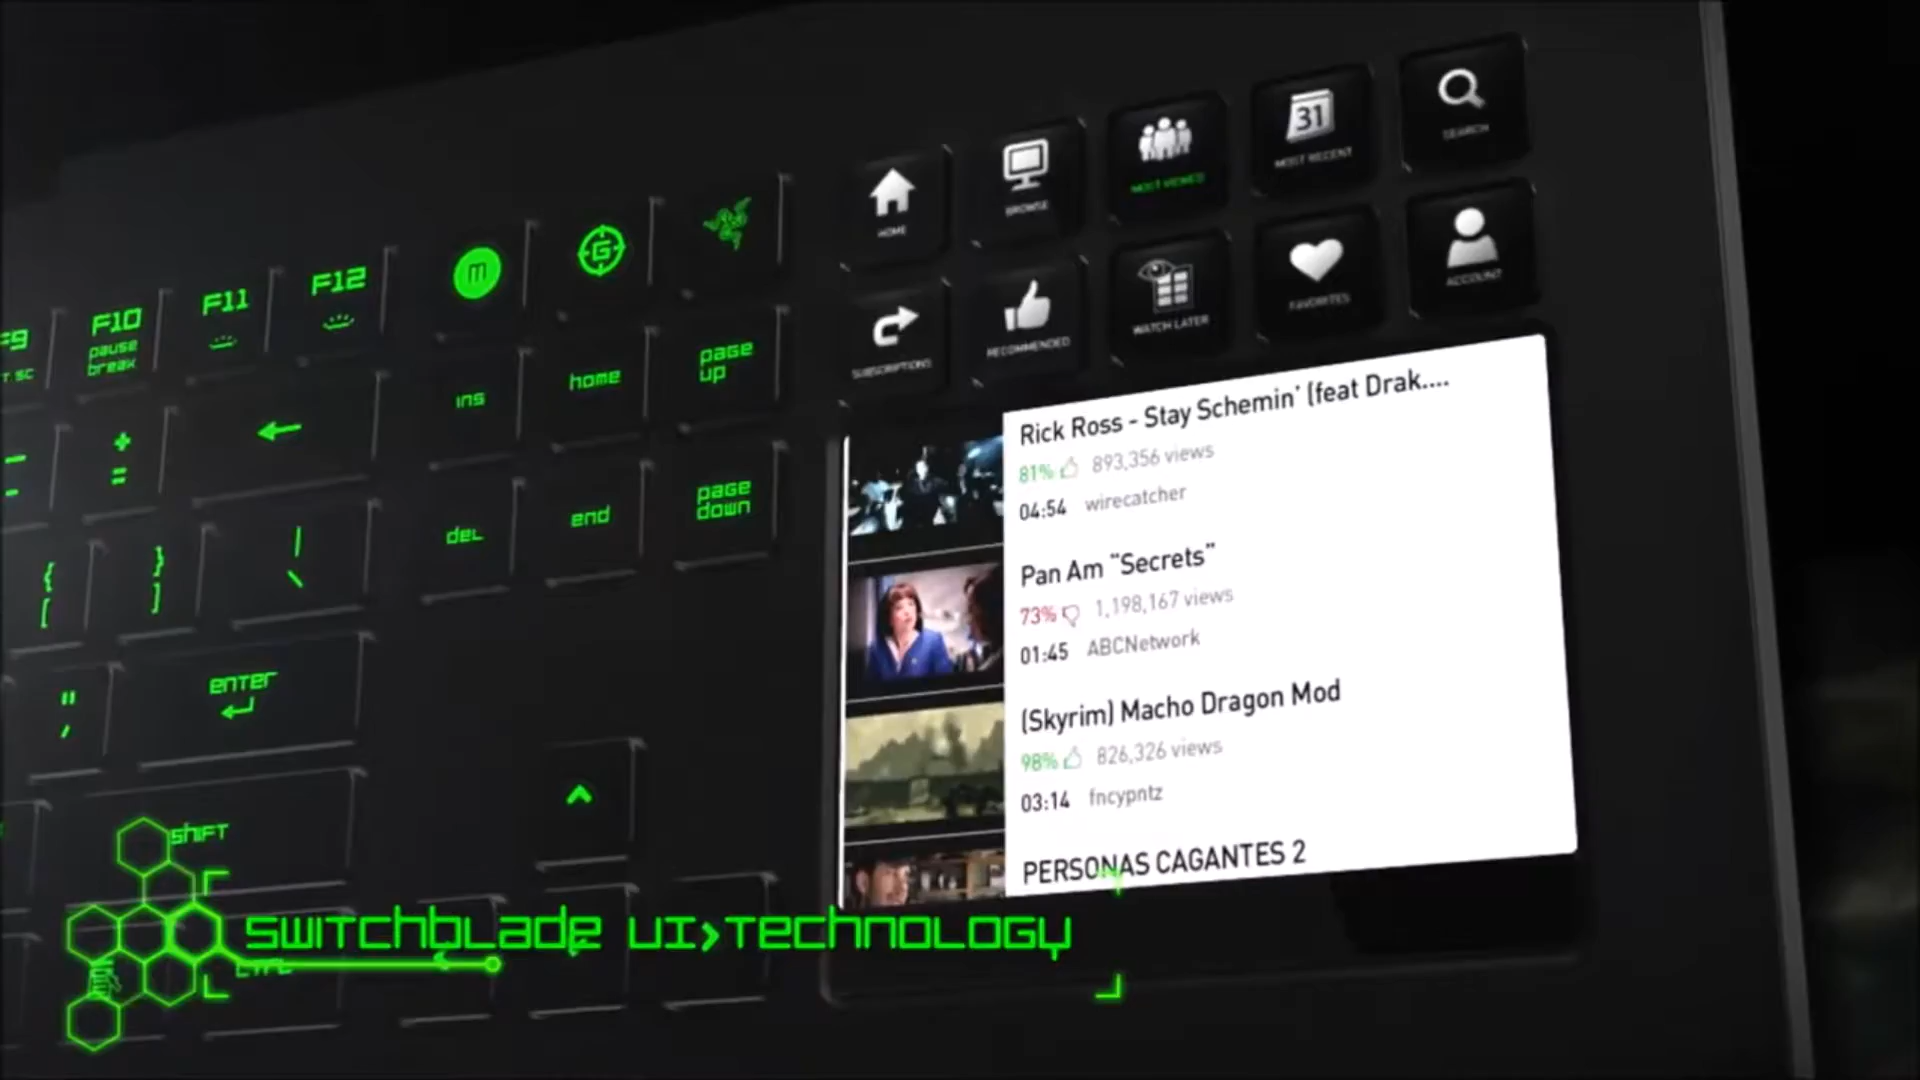 SEARCH
31
MOST RECENT
MOST VIEWED
BROWSE
HOME
ACCOUNT
FAVORITES
WATCH LATER
RECOMMENDED
SUBSCRIPTIONS
m
G
F9
F10
pause
break
F11
F12
ins
home
page
up
del
end
page
down
-
+
=
{
[
}
]
|
\
"
'
enter
shift
Rick Ross - Stay Schemin' (feat Drak....
81% 893,356 views
04:54 wirecatcher
Pan Am "Secrets"
73% 1,198,167 views
01:45 ABCNetwork
(Skyrim) Macho Dragon Mod
98% 826,326 views
03:14 fncypntz
PERSONAS CAGANTES 2
SWITCHBLADE UI>TECHNOLOGY